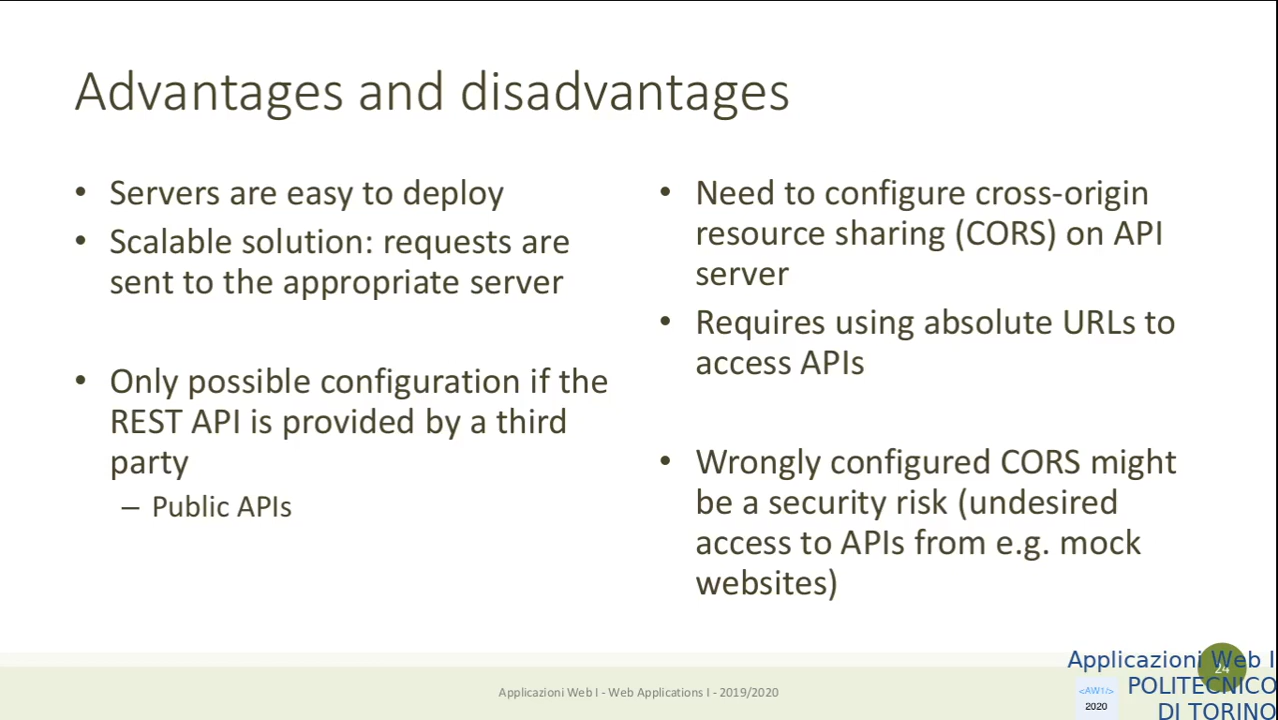 Advantages and disadvantages
• Servers are easy to deploy
• Scalable solution: requests are
sent to the appropriate server
• Only possible configuration if the
REST API is provided by a third
party
– Public APIs
• Need to configure cross-origin
resource sharing (CORS) on API
server
• Requires using absolute URLs to
access APIs
• Wrongly configured CORS might
be a security risk (undesired
access to APIs from e.g. mock
websites)
Applicazioni Web I - Web Applications I - 2019/2020
24
Applicazioni Web I
POLITECNICO
DI TORINO
<AW1/>
2020